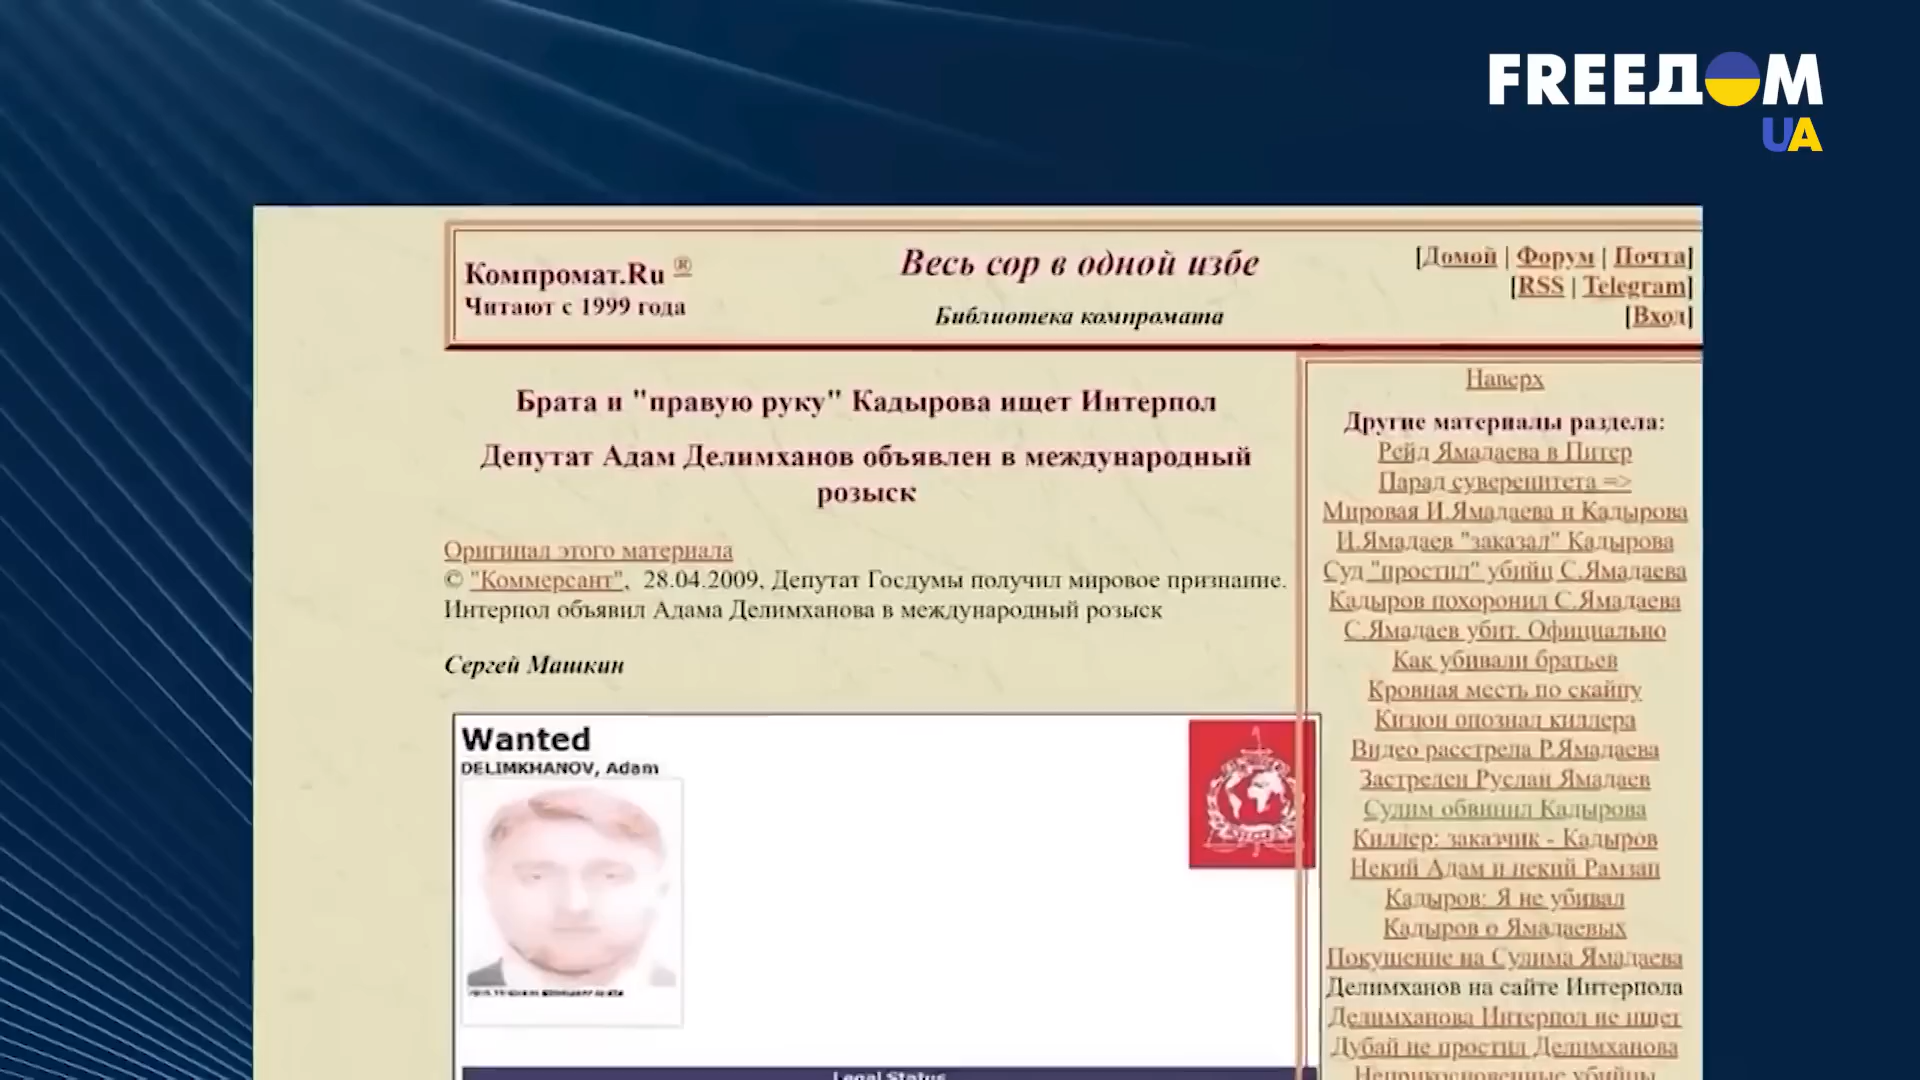 FREEДОМ
UA
Компромат.Ru ®
Читают с 1999 года
Весь сор в одной избе
Библиотека компромата
[Домой | Форум | Почта]
[RSS | Telegram]
[Вход]
Брата и "правую руку" Кадырова ищет Интерпол
Депутат Адам Делимханов объявлен в международный
розыск
Оригинал этого материала
© "Коммерсант", 28.04.2009, Депутат Госдумы получил мировое признание.
Интерпол объявил Адама Делимханова в международный розыск
Сергей Машкин
Wanted
DELIMKHANOV, Adam
Legal Status
Наверх
Другие материалы раздела:
Рейд Ямадаева в Питер
Парад суверенитета =>
Мировая И.Ямадаева и Кадырова
И.Ямадаев "заказал" Кадырова
Суд "простил" убийц С.Ямадаева
Кадыров похоронил С.Ямадаева
С.Ямадаев убит. Официально
Как убивали братьев
Кровная месть по скайпу
Кизюн опознал киллера
Видео расстрела Р.Ямадаева
Застрелен Руслан Ямадаев
Сулим обвинил Кадырова
Киллер: заказчик - Кадыров
Некий Адам и некий Рамзан
Кадыров: Я не убивал
Кадыров о Ямадаевых
Покушение на Сулима Ямадаева
Делимханов на сайте Интерпола
Делимханова Интерпол не ищет
Дубай не простил Делимханова
Неприкосновенные убийцы